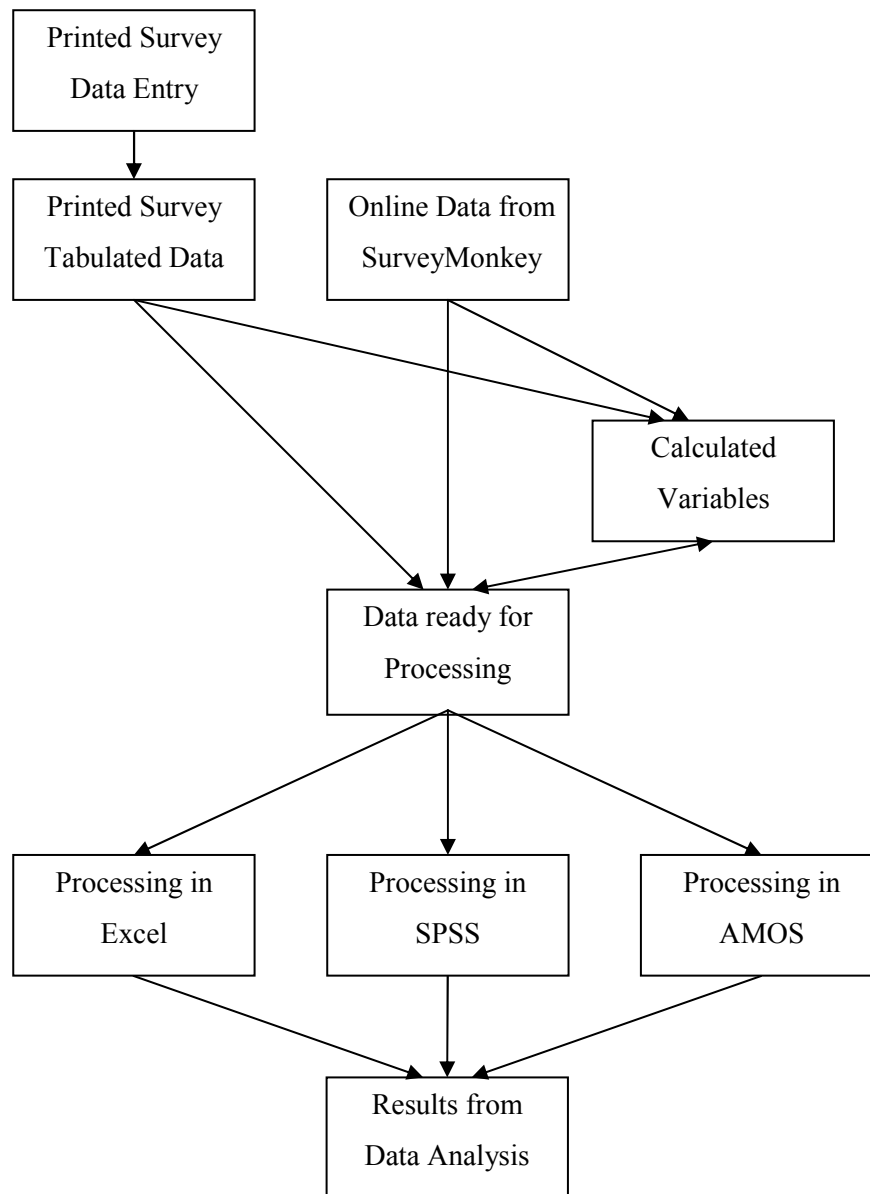 Printed Survey
Data Entry
Printed Survey
Tabulated Data
Online Data from
SurveyMonkey
Calculated
Variables
Data ready for
Processing
Processing in
Excel
Processing in
SPSS
Processing in
AMOS
Results from
Data Analysis